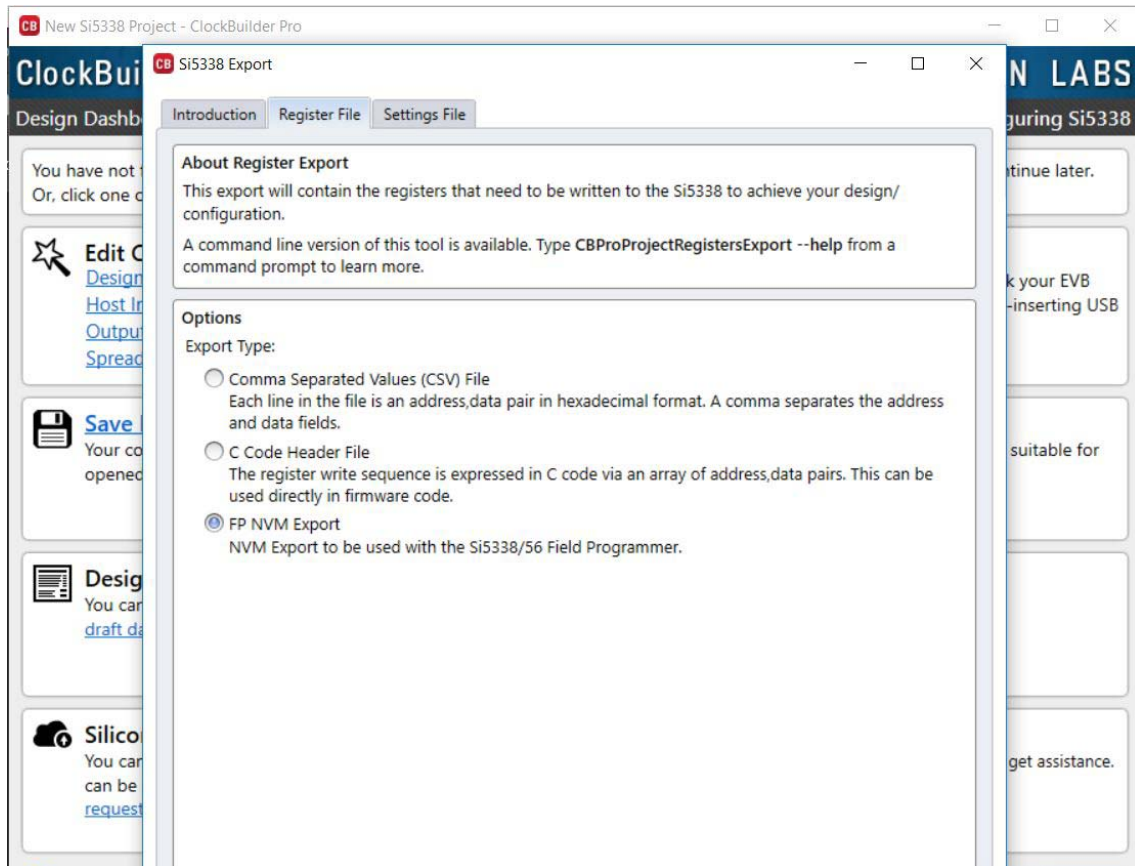 CB New Si5338 Project - ClockBuilder Pro
ClockBui
N LABS
Design Dashb
guring Si5338
You have not
tinue later.
Or, click one o
Edit C
Design
Host In
Output
Spread
k your EVB
-inserting USB
Save
Your co
opened
suitable for
Desig
You can
draft da
Silico
You can
can be
request
get assistance.
CB Si5338 Export
Introduction Register File Settings File
About Register Export
This export will contain the registers that need to be written to the Si5338 to achieve your design/
configuration.
A command line version of this tool is available. Type CBProProjectRegistersExport --help from a
command prompt to learn more.
Options
Export Type:
Comma Separated Values (CSV) File
Each line in the file is an address,data pair in hexadecimal format. A comma separates the address
and data fields.
C Code Header File
The register write sequence is expressed in C code via an array of address,data pairs. This can be
used directly in firmware code.
FP NVM Export
NVM Export to be used with the Si5338/56 Field Programmer.